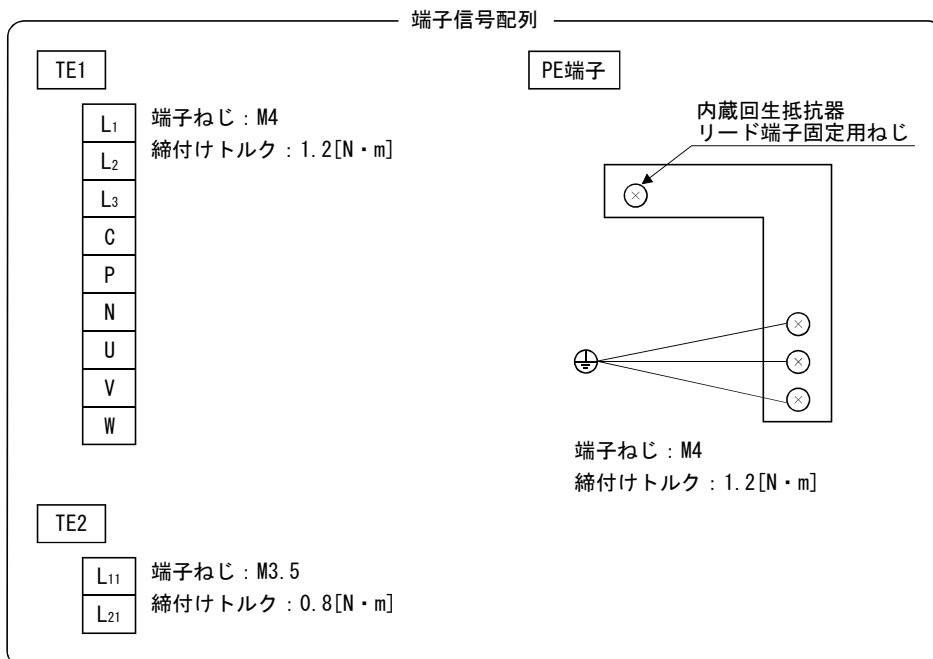 端子信号配列
TE1
L1
L2
L3
C
P
N
U
V
W
端子ねじ：M4
締付けトルク：1.2[N・m]
PE端子
内蔵回生抵抗器
リード端子固定用ねじ
端子ねじ：M4
締付けトルク：1.2[N・m]
TE2
L11
L21
端子ねじ：M3.5
締付けトルク：0.8[N・m]